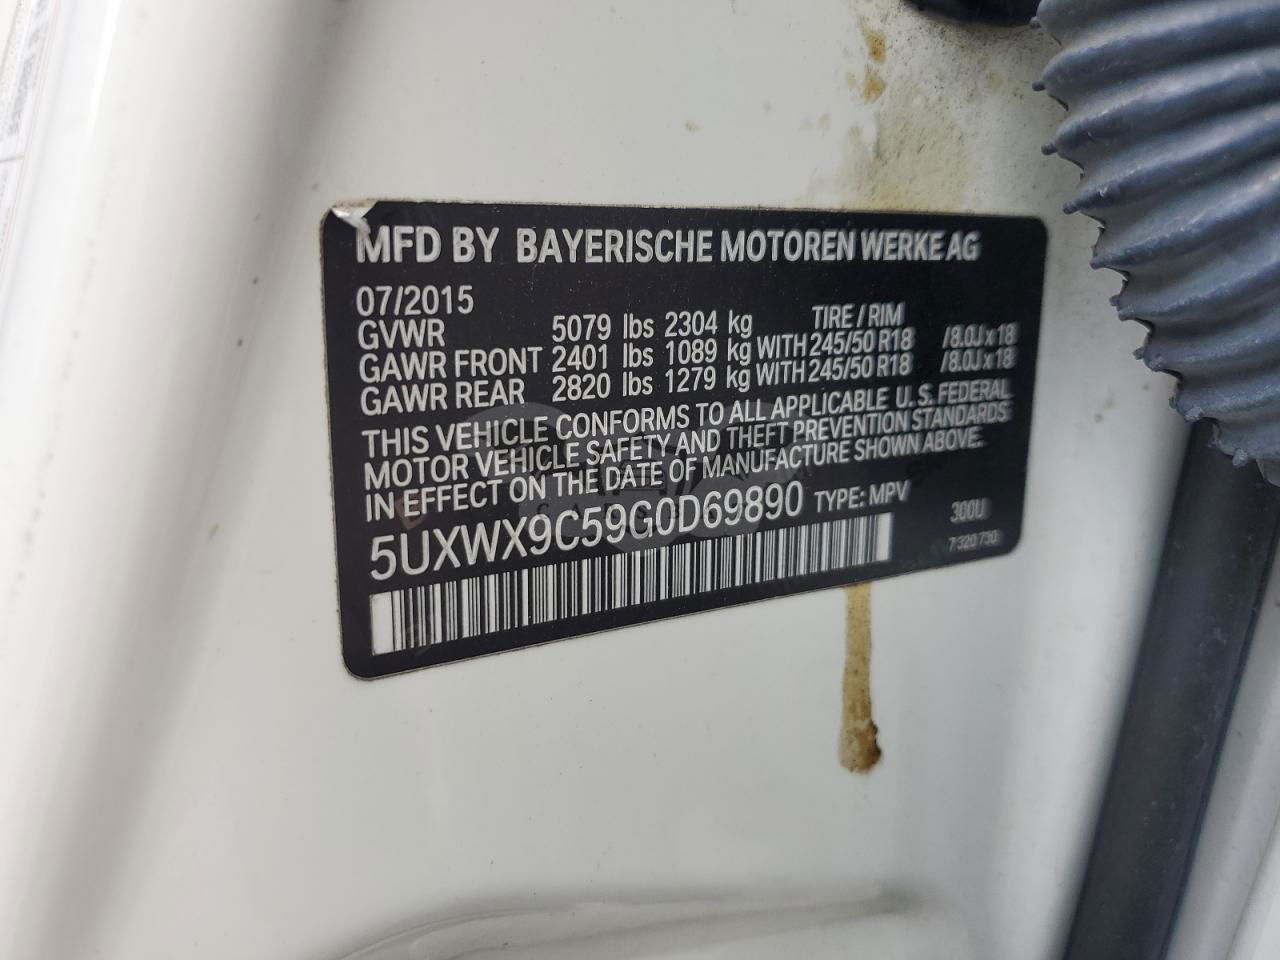 MFD BY BAYERISCHE MOTOREN WERKE AG
07/2015 TIRE / RIM
GVWR 5079 lbs 2304 kg
GAWR FRONT 2401 lbs 1089 kg WITH 245/50 R18 /8.0J x 18
GAWR REAR 2820 lbs 1279 kg WITH 245/50 R18 /8.0J x 18
THIS VEHICLE CONFORMS TO ALL APPLICABLE U.S. FEDERAL
MOTOR VEHICLE SAFETY AND THEFT PREVENTION STANDARDS
IN EFFECT ON THE DATE OF MANUFACTURE SHOWN ABOVE.
5UXWX9C59G0D69890 TYPE: MPV 300U
7 320 730